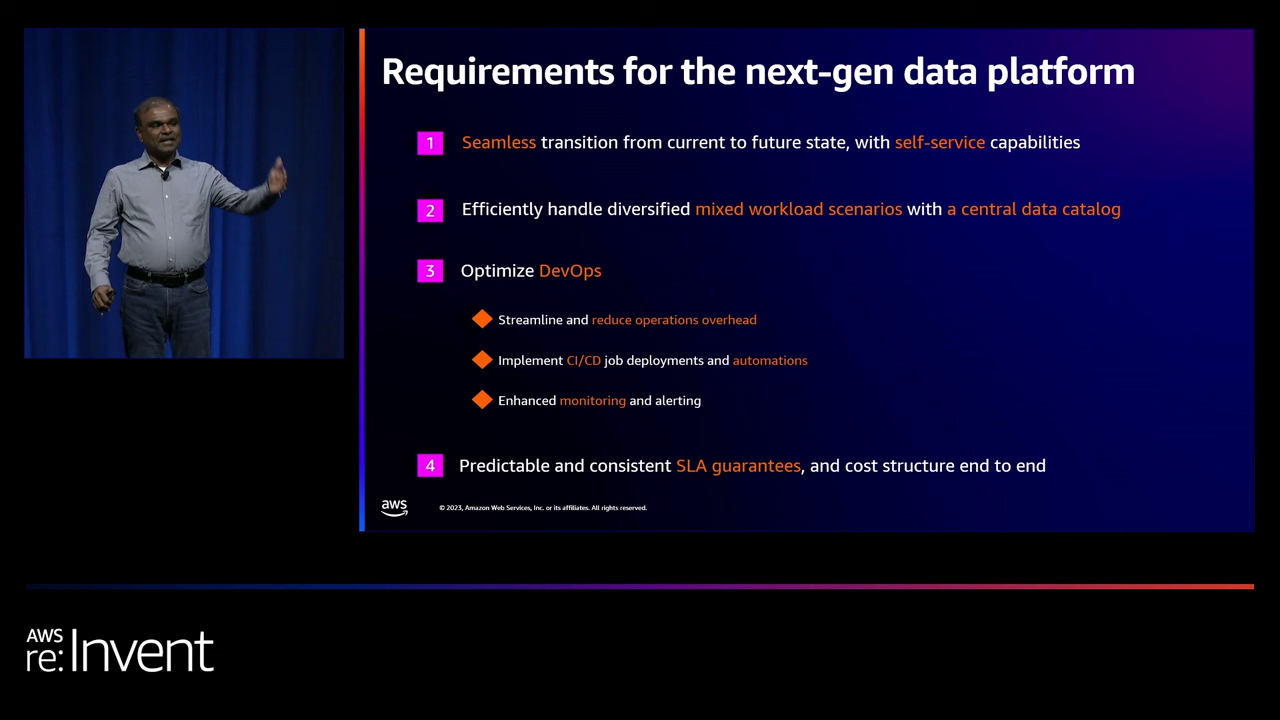 Requirements for the next-gen data platform
1 Seamless transition from current to future state, with self-service capabilities
2 Efficiently handle diversified mixed workload scenarios with a central data catalog
3 Optimize DevOps
Streamline and reduce operations overhead
Implement CI/CD job deployments and automations
Enhanced monitoring and alerting
4 Predictable and consistent SLA guarantees, and cost structure end to end
aws
© 2023, Amazon Web Services, Inc. or its affiliates. All rights reserved.
AWS
re:Invent